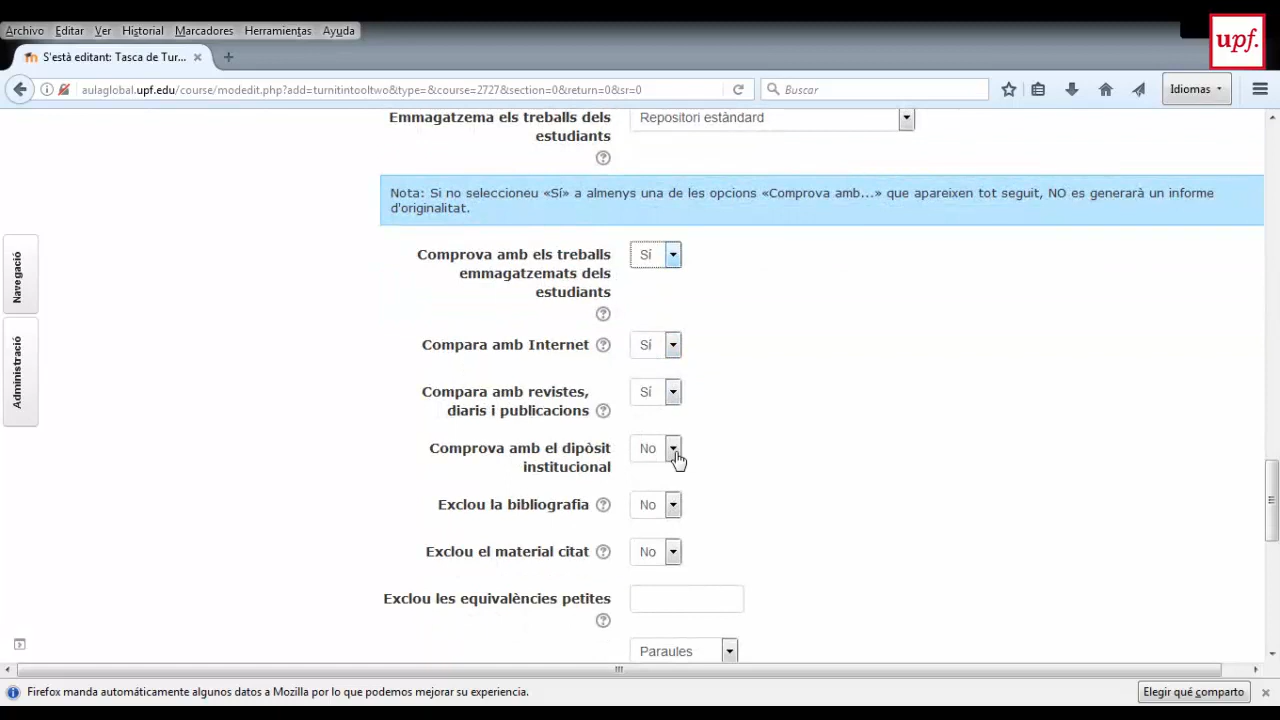 Archivo Editar Ver Historial Marcadores Herramientas Ayuda
upf.
S'està editant: Tasca de Tur...
aulaglobal.upf.edu/course/modedit.php?add=turnitintooltwo&type=&course=2727&section=0&return=0&sr=0
Buscar
Idiomas
Emmagatzema els treballs dels estudiants
Repositori estàndard
Nota: Si no seleccioneu «Sí» a almenys una de les opcions «Comprova amb...» que apareixen tot seguit, NO es generarà un informe
d'originalitat.
Navegació
Administració
Comprova amb els treballs
emmagatzemats dels
estudiants
Sí
Compara amb Internet
Sí
Compara amb revistes,
diaris i publicacions
Sí
Comprova amb el dipòsit
institucional
No
Exclou la bibliografia
No
Exclou el material citat
No
Exclou les equivalències petites
Paraules
Firefox manda automáticamente algunos datos a Mozilla por lo que podemos mejorar su experiencia.
Elegir qué comparto